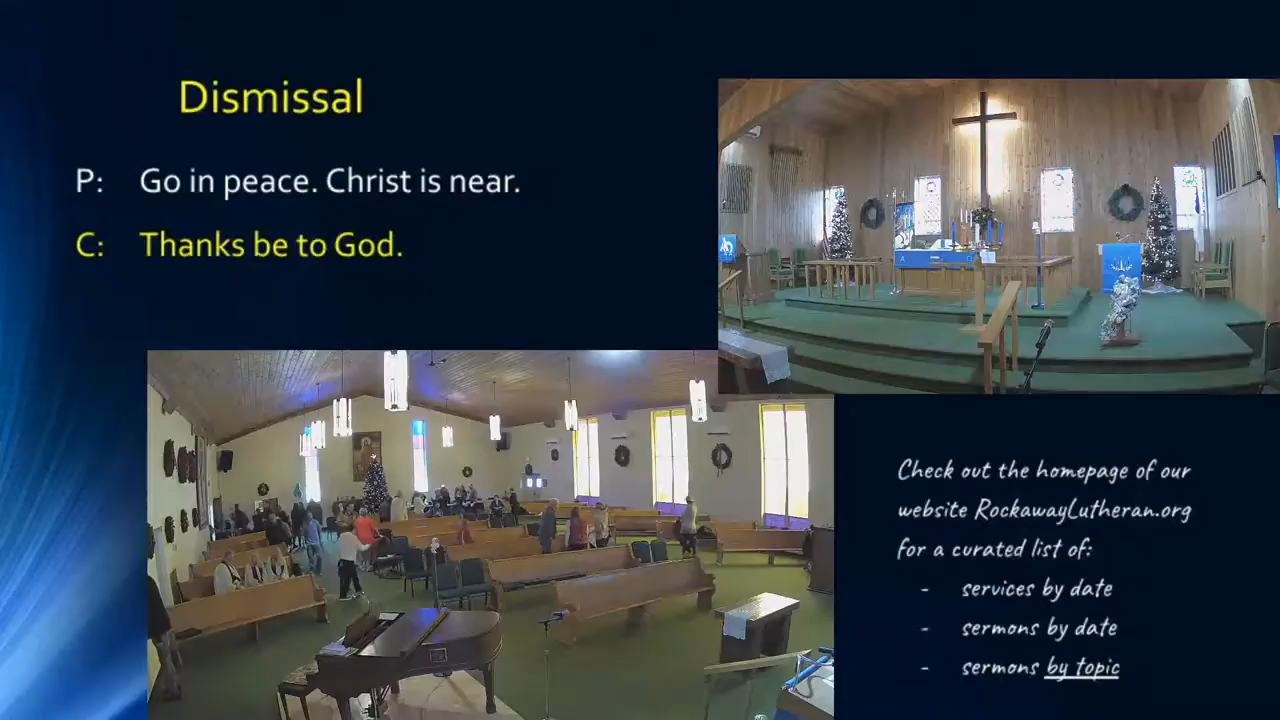 Dismissal
P: Go in peace. Christ is near.
C: Thanks be to God.
Check out the homepage of our
website RockawayLutheran.org
for a curated list of:
- services by date
- sermons by date
- sermons by topic